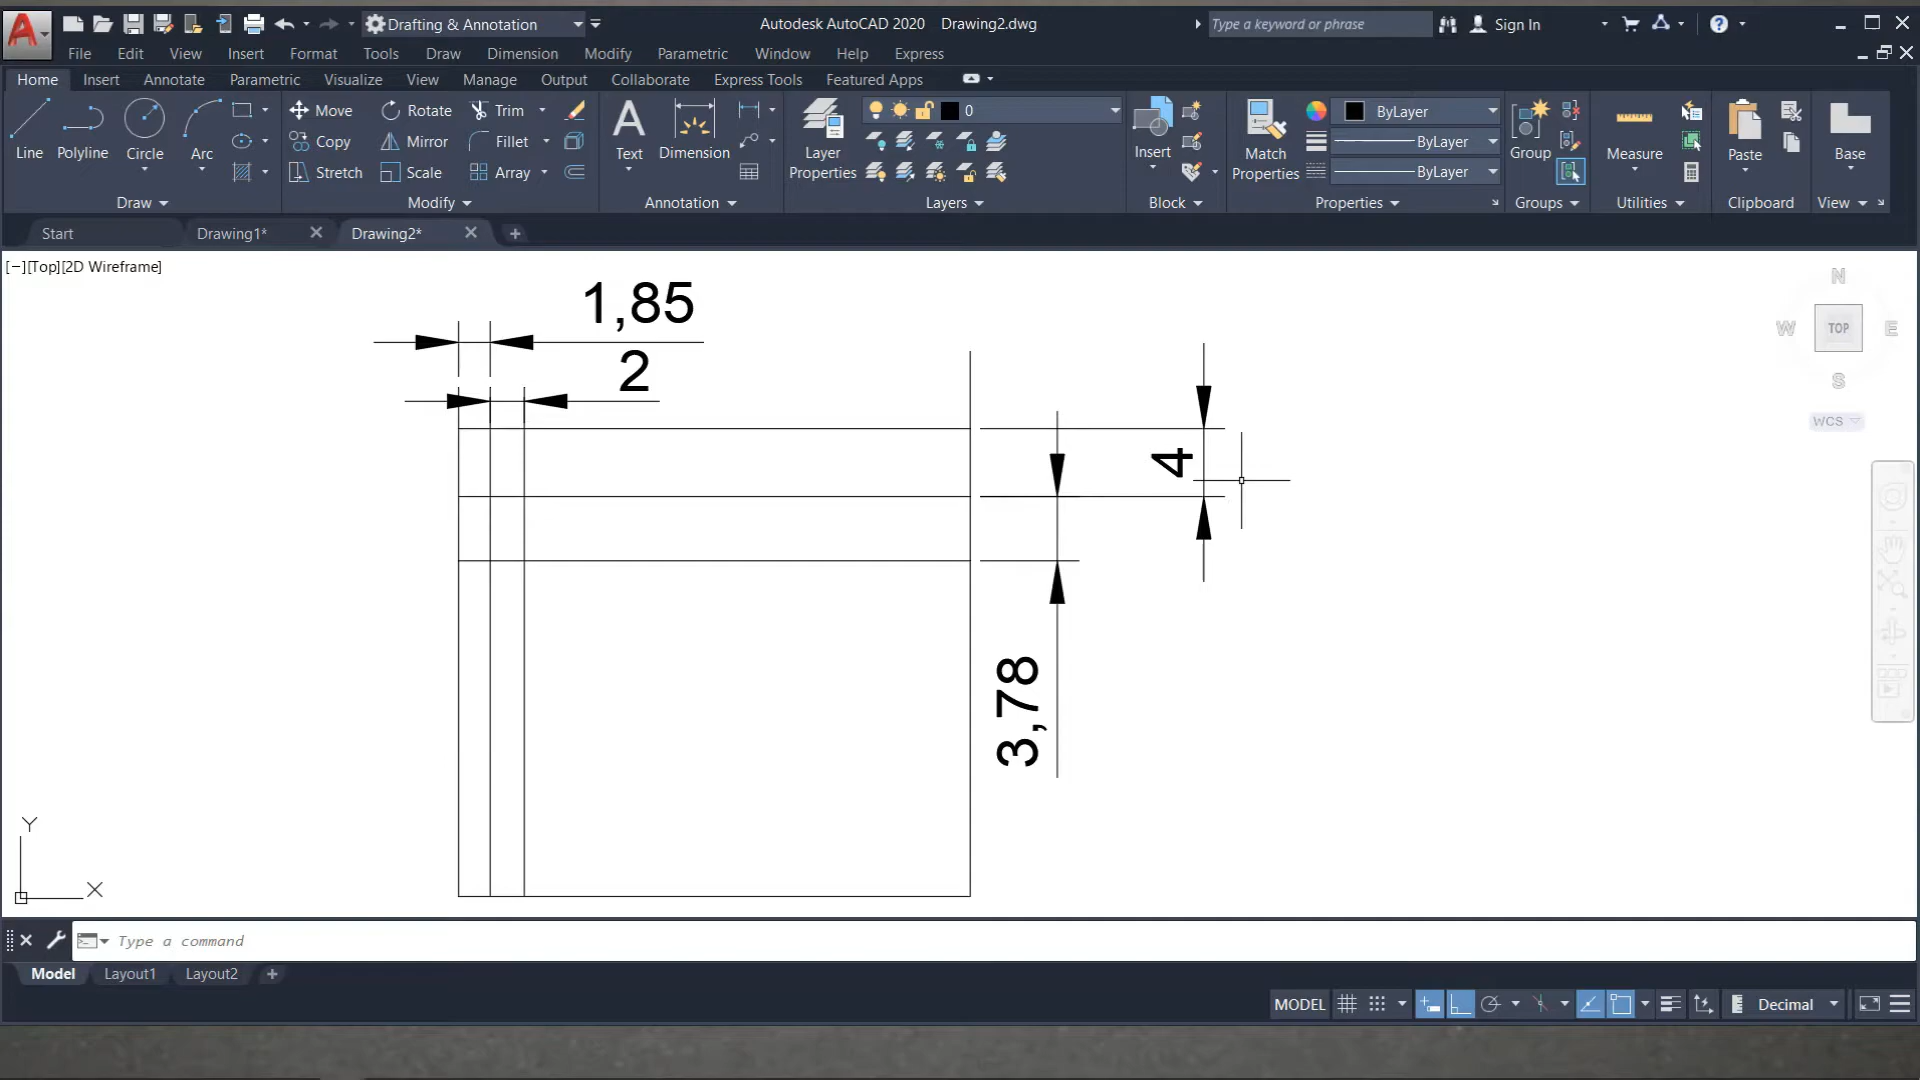 Drafting & Annotation
Autodesk AutoCAD 2020 Drawing2.dwg
Type a keyword or phrase
Sign In
File Edit View Insert Format Tools Draw Dimension Modify Parametric Window Help Express
Home Insert Annotate Parametric Visualize View Manage Output Collaborate Express Tools Featured Apps
Line
Polyline
Circle
Arc
Draw
Move
Rotate
Trim
Copy
Mirror
Fillet
Stretch
Scale
Array
Modify
Text
Dimension
Annotation
Layer
Properties
0
Layers
Insert
Block
Match
Properties
ByLayer
ByLayer
ByLayer
Properties
Group
Groups
Measure
Utilities
Paste
Clipboard
Base
View
Start
Drawing1*
Drawing2*
[−][Top][2D Wireframe]
N
W
TOP
E
S
WCS
1,85
2
4
3,78
Y
X
Type a command
Model Layout1 Layout2
MODEL
Decimal